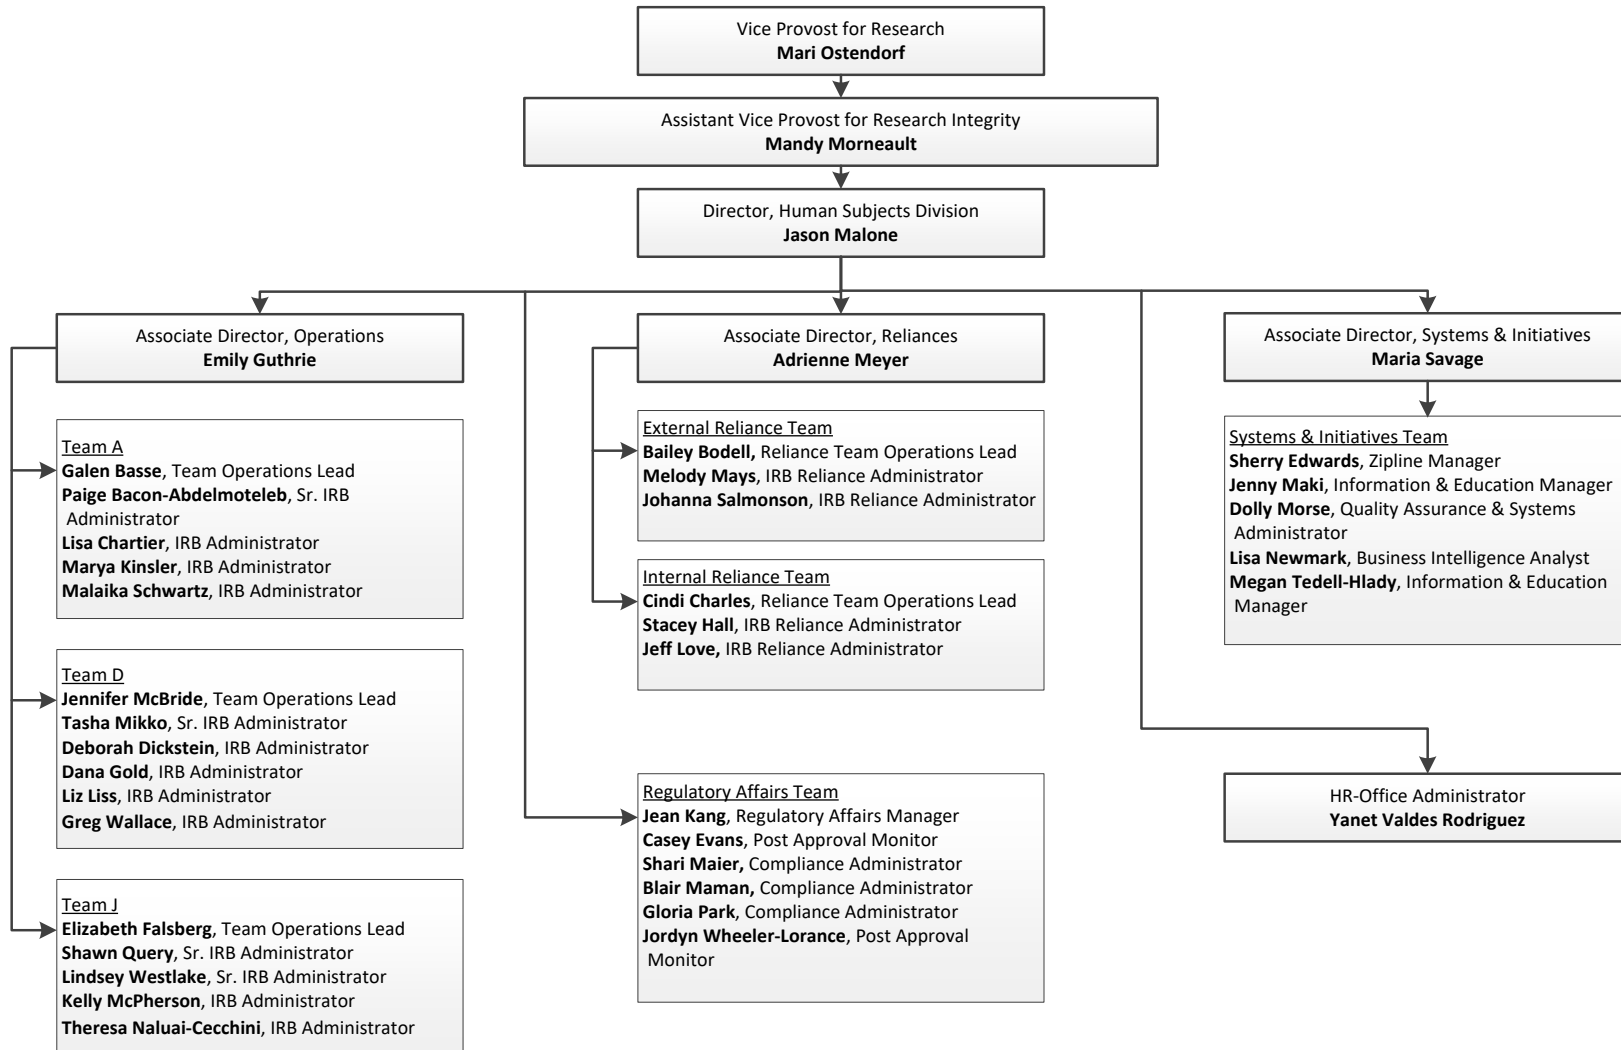 Vice Provost for Research
Mari Ostendorf
Assistant Vice Provost for Research Integrity
Mandy Morneault
Director, Human Subjects Division
Jason Malone
Associate Director, Operations
Emily Guthrie
Team A
Galen Basse, Team Operations Lead
Paige Bacon-Abdelmoteleb, Sr. IRB
Administrator
Lisa Chartier, IRB Administrator
Marya Kinsler, IRB Administrator
Malaika Schwartz, IRB Administrator
Team D
Jennifer McBride, Team Operations Lead
Tasha Mikko, Sr. IRB Administrator
Deborah Dickstein, IRB Administrator
Dana Gold, IRB Administrator
Liz Liss, IRB Administrator
Greg Wallace, IRB Administrator
Team J
Elizabeth Falsberg, Team Operations Lead
Shawn Query, Sr. IRB Administrator
Lindsey Westlake, Sr. IRB Administrator
Kelly McPherson, IRB Administrator
Theresa Naluai-Cecchini, IRB Administrator
Associate Director, Reliances
Adrienne Meyer
External Reliance Team
Bailey Bodell, Reliance Team Operations Lead
Melody Mays, IRB Reliance Administrator
Johanna Salmonson, IRB Reliance Administrator
Internal Reliance Team
Cindi Charles, Reliance Team Operations Lead
Stacey Hall, IRB Reliance Administrator
Jeff Love, IRB Reliance Administrator
Regulatory Affairs Team
Jean Kang, Regulatory Affairs Manager
Casey Evans, Post Approval Monitor
Shari Maier, Compliance Administrator
Blair Maman, Compliance Administrator
Gloria Park, Compliance Administrator
Jordyn Wheeler-Lorance, Post Approval
Monitor
Associate Director, Systems & Initiatives
Maria Savage
Systems & Initiatives Team
Sherry Edwards, Zipline Manager
Jenny Maki, Information & Education Manager
Dolly Morse, Quality Assurance & Systems
Administrator
Lisa Newmark, Business Intelligence Analyst
Megan Tedell-Hlady, Information & Education
Manager
HR-Office Administrator
Yanet Valdes Rodriguez